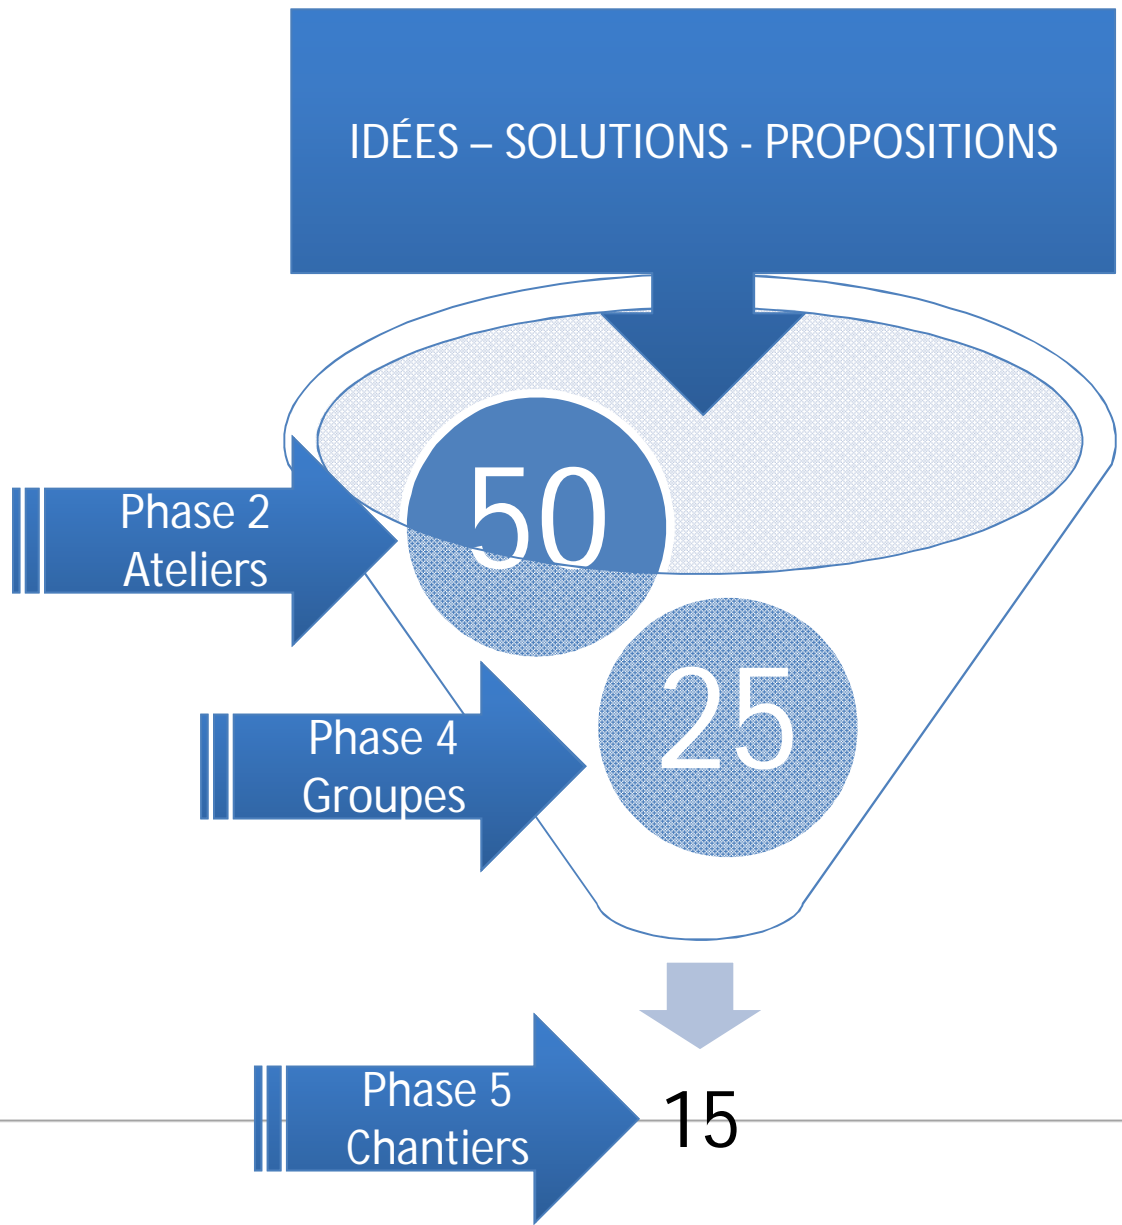 IDÉES – SOLUTIONS - PROPOSITIONS
Phase 2
Ateliers
50
Phase 4
Groupes
25
Phase 5
Chantiers
15